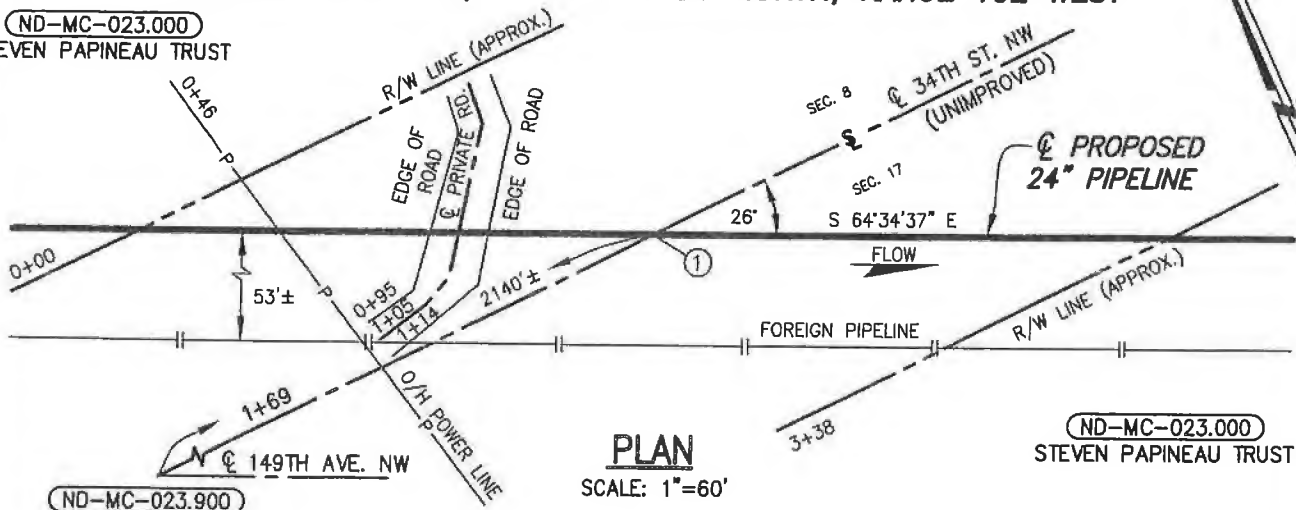 ND-MC-023.000
STEVEN PAPINEAU TRUST
0+46
R/W LINE (APPROX.)
EDGE OF
ROAD
℄ PRIVATE RD.
EDGE OF ROAD
SEC. 8
℄ 34TH ST. NW
(UNIMPROVED)
SEC. 17
℄ PROPOSED
24" PIPELINE
26°
S 64°34'37" E
FLOW
1
0+00
53'±
0+95
1+05
1+14
2140'±
FOREIGN PIPELINE
R/W LINE (APPROX.)
P
P
P
P
O/H POWER LINE
1+69
N
℄ 149TH AVE. NW
ND-MC-023.900
3+38
PLAN
SCALE: 1"=60'
ND-MC-023.000
STEVEN PAPINEAU TRUST